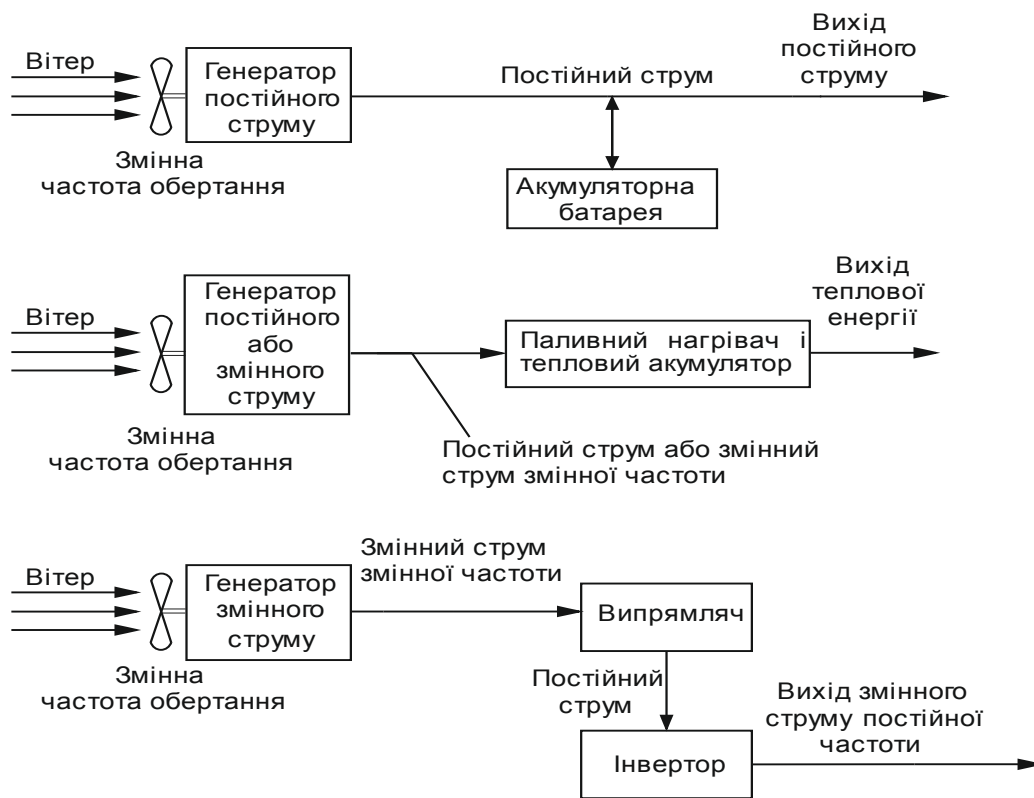 Вітер
Генератор
постійного
струму
Змінна
частота обертання
Постійний струм
Вихід
постійного
струму
Акумуляторна
батарея
Вітер
Генератор
постійного
або
змінного
струму
Змінна
частота обертання
Паливний нагрівач і
тепловий акумулятор
Вихід
теплової
енергії
Постійний струм або змінний
струм змінної частоти
Вітер
Генератор
змінного
струму
Змінна
частота обертання
Змінний струм
змінної частоти
Випрямляч
Постійний
струм
Інвертор
Вихід змінного
струму постійної
частоти